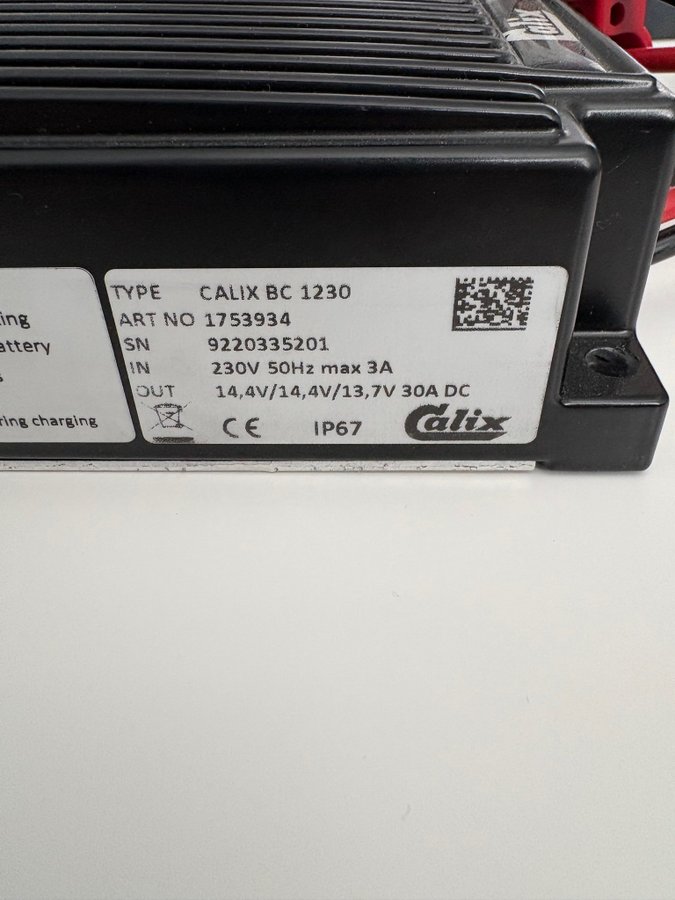 Calix
ing
attery
s
ring charging
TYPE CALIX BC 1230
ART NO 1753934
SN 9220335201
IN 230V 50Hz max 3A
OUT 14,4V/14,4V/13,7V 30A DC
CE IP67 Calix